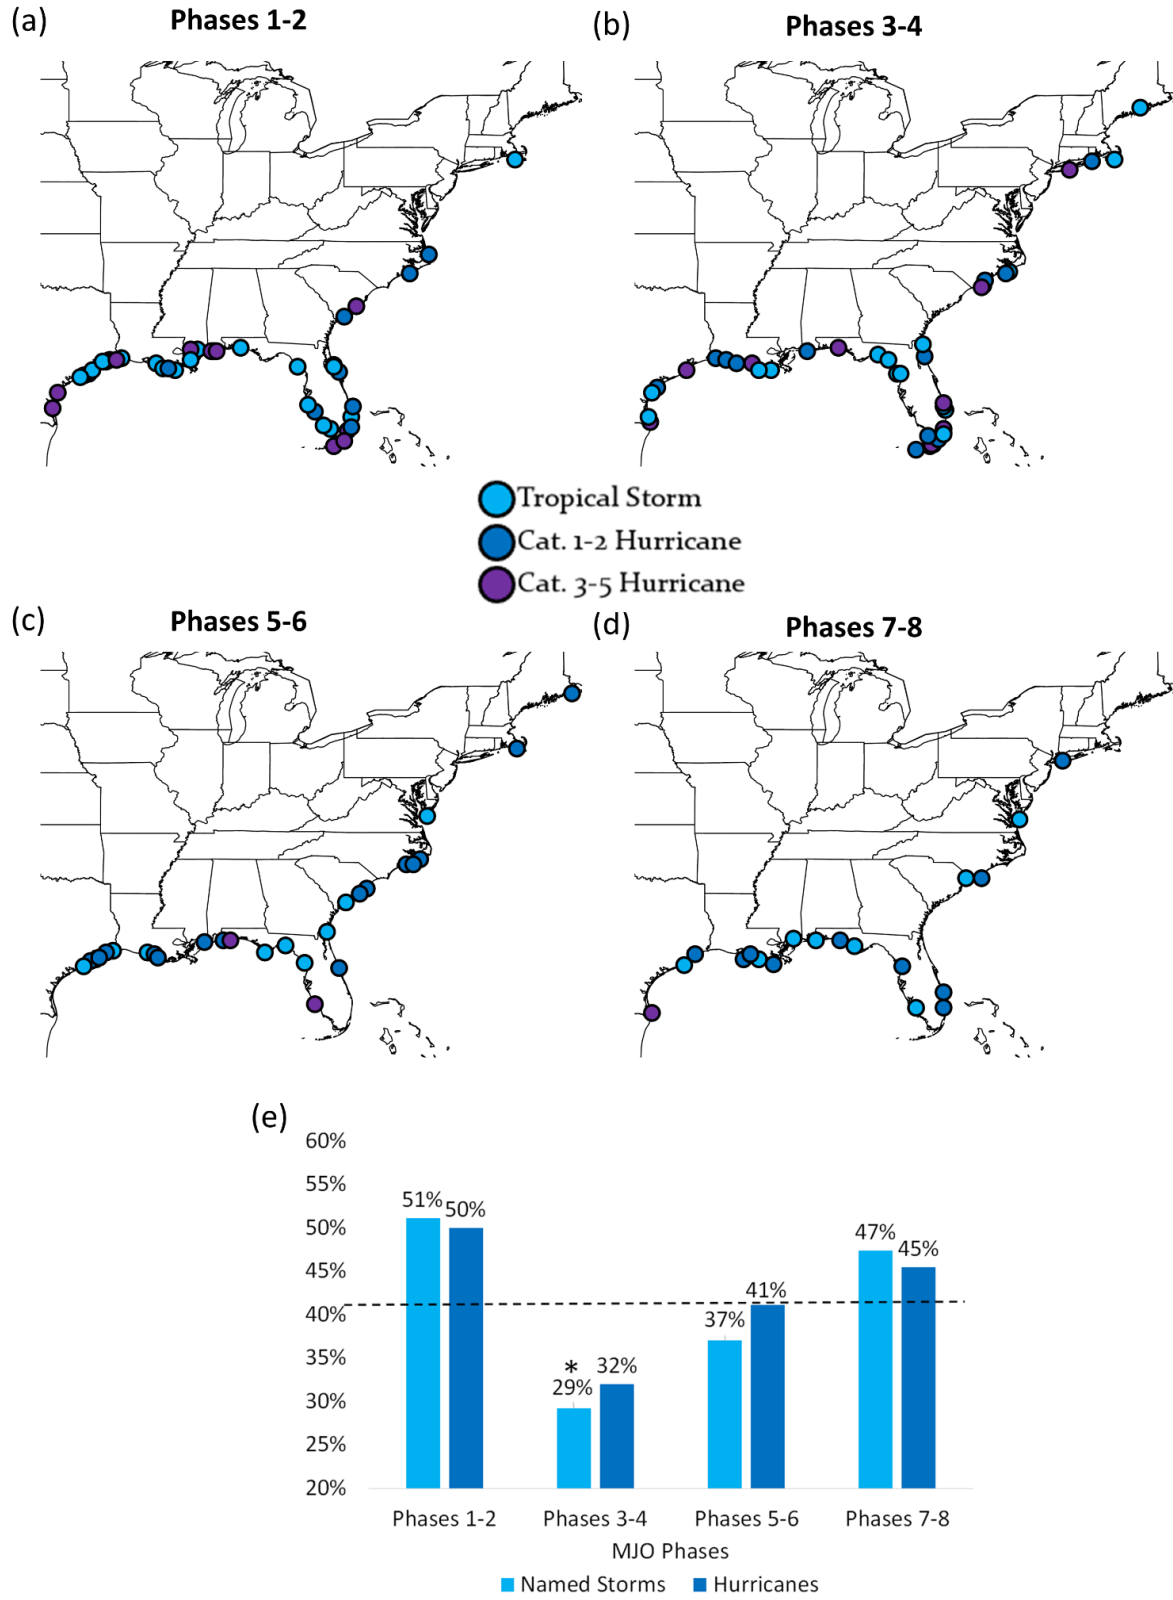 (a) Phases 1-2
(b) Phases 3-4
Tropical Storm
Cat. 1-2 Hurricane
Cat. 3-5 Hurricane
(c) Phases 5-6
(d) Phases 7-8
(e)
60%
55%
50%
45%
40%
35%
30%
25%
20%
51% 50%
* 
29% 32%
37% 41%
47% 45%
Phases 1-2 Phases 3-4 Phases 5-6 Phases 7-8
MJO Phases
Named Storms Hurricanes